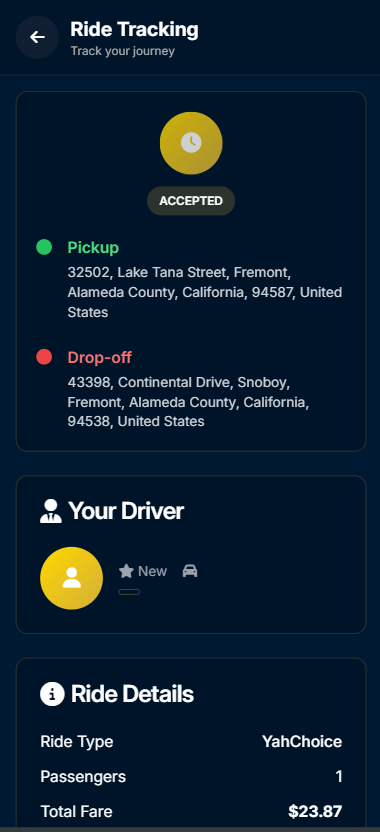 Ride Tracking
Track your journey
ACCEPTED
Pickup
32502, Lake Tana Street, Fremont,
Alameda County, California, 94587, United
States
Drop-off
43398, Continental Drive, Snoboy,
Fremont, Alameda County, California,
94538, United States
Your Driver
New
Ride Details
Ride Type YahChoice
Passengers 1
Total Fare $23.87